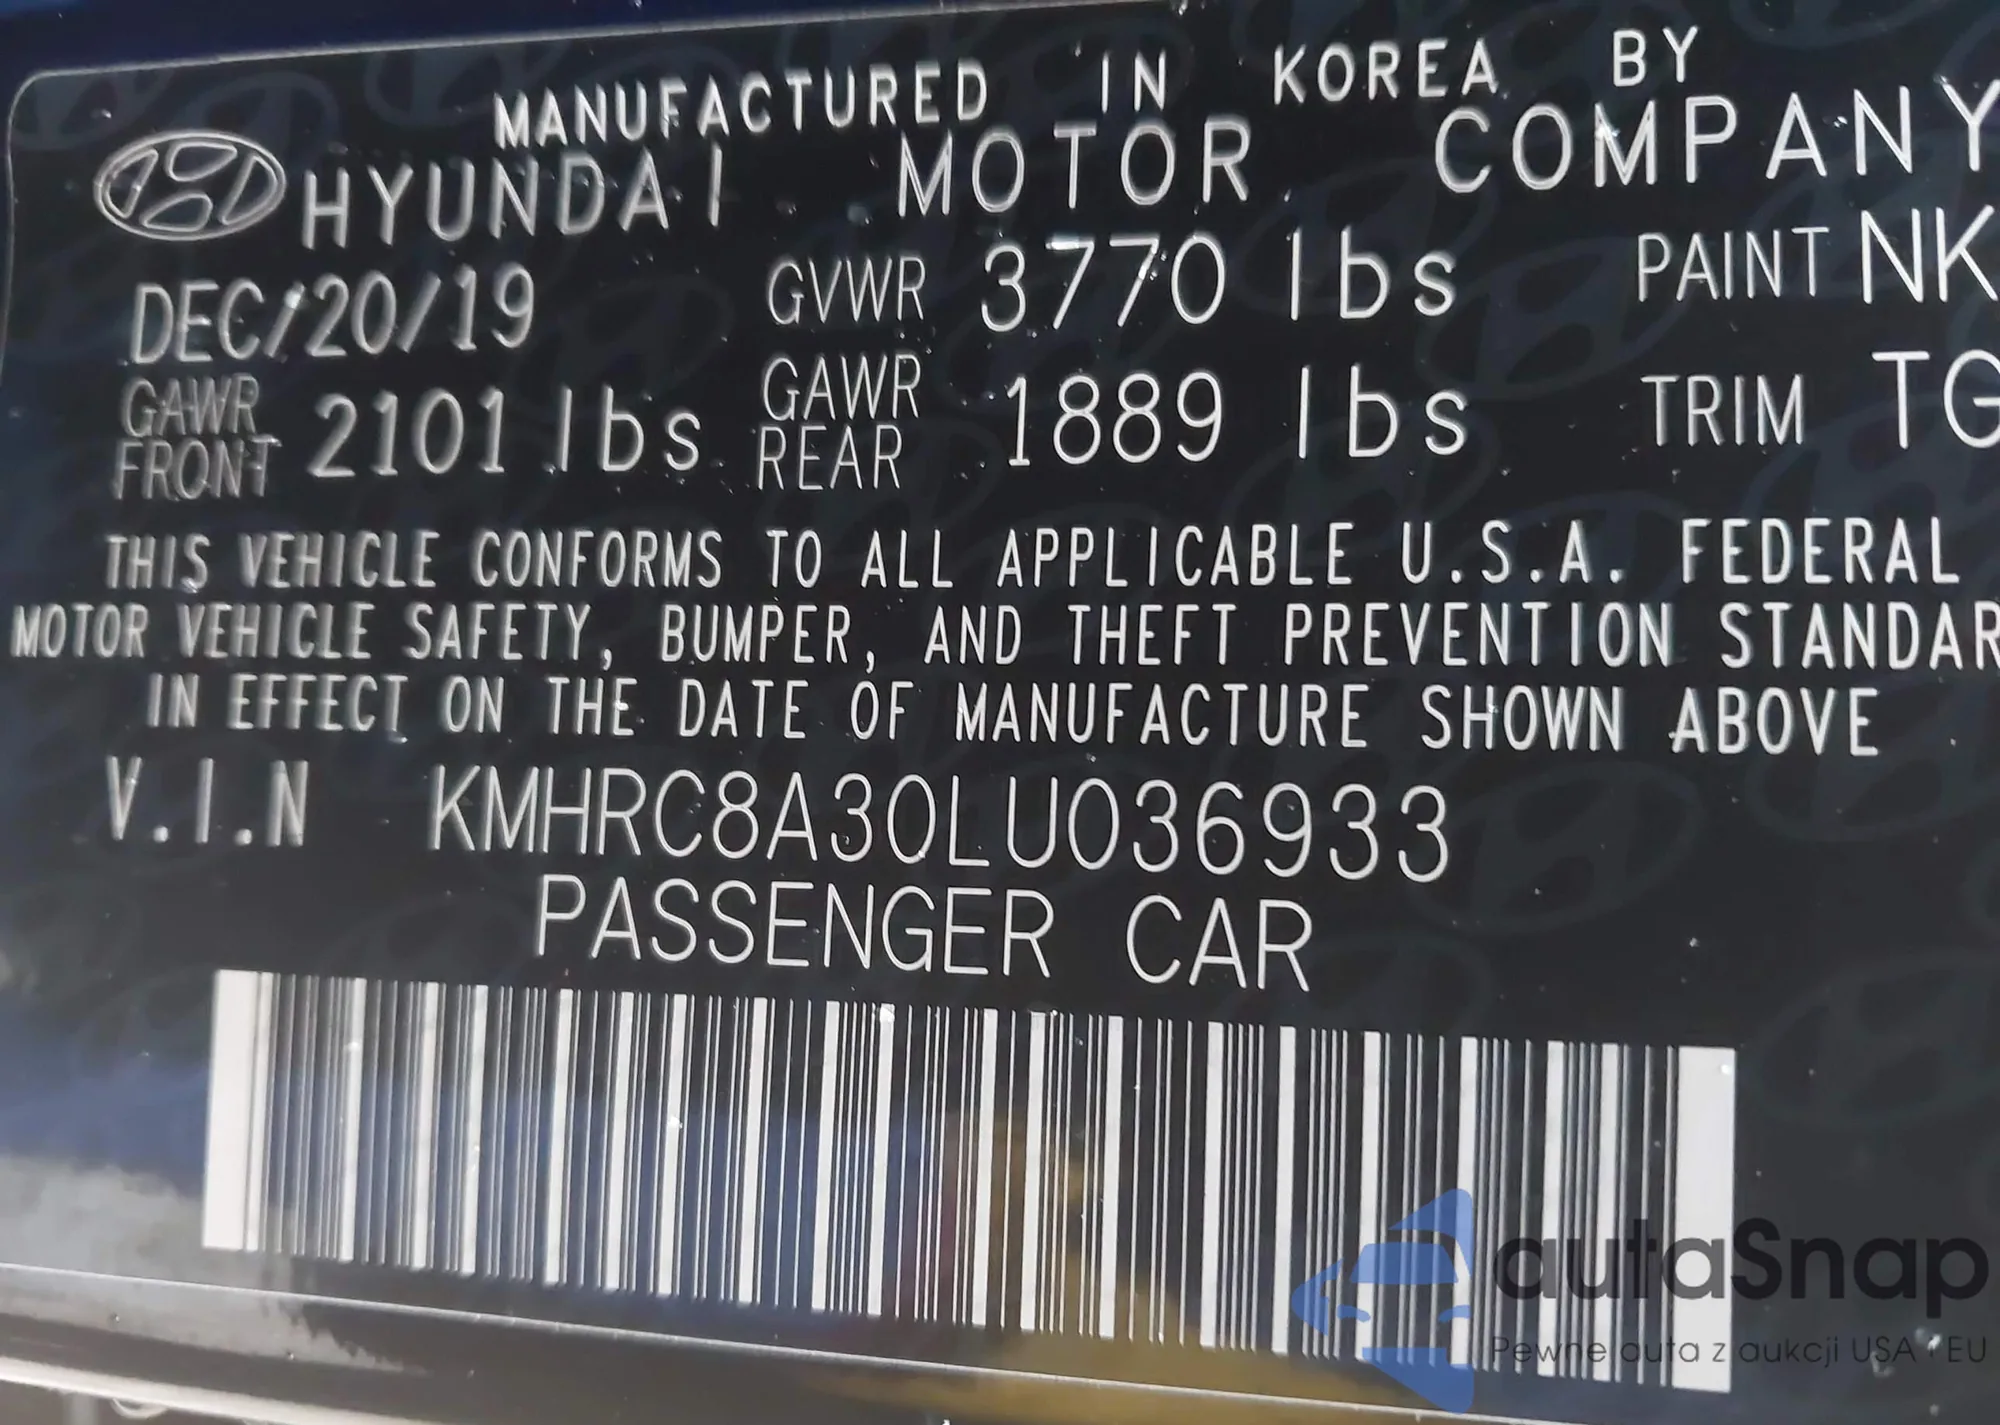 MANUFACTURED IN KOREA BY
HYUNDAI MOTOR COMPANY
DEC/20/19 GVWR 3770 lbs PAINT NK
GAWR FRONT 2101 lbs GAWR REAR 1889 lbs TRIM TG
THIS VEHICLE CONFORMS TO ALL APPLICABLE U.S.A. FEDERAL
MOTOR VEHICLE SAFETY, BUMPER, AND THEFT PREVENTION STANDAR
IN EFFECT ON THE DATE OF MANUFACTURE SHOWN ABOVE
V.I.N KMHRC8A30LU036933
PASSENGER CAR
autaSnap
Pewne auta z aukcji USA i EU